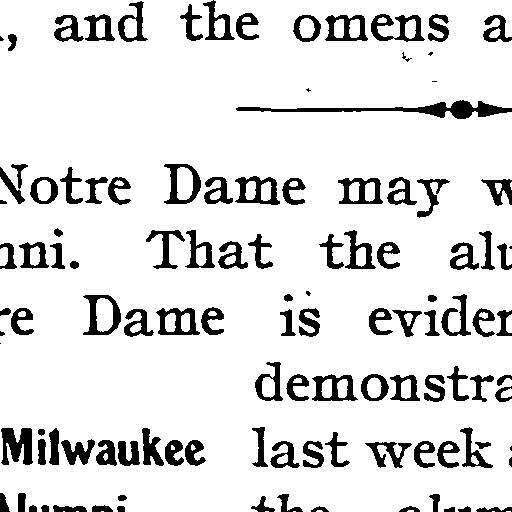 , and the omens a
Notre Dame may w
nni. That the alu
re Dame is eviden
demonstra
Milwaukee last week a
Alumni the alum